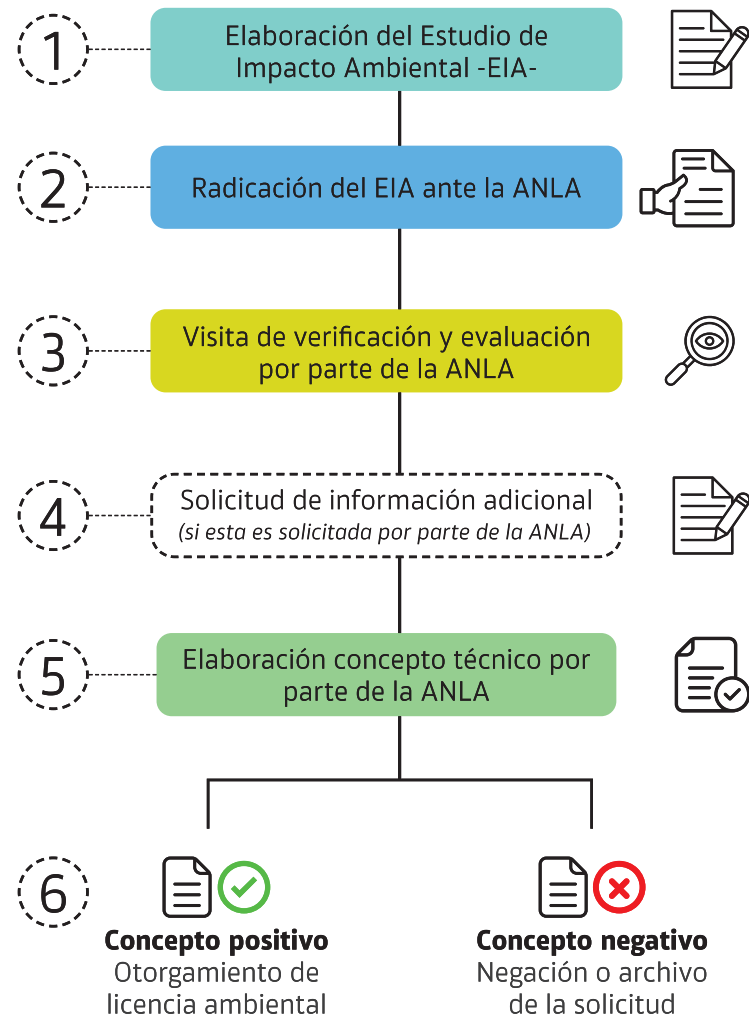 1
Elaboración del Estudio de
Impacto Ambiental -EIA-
2
Radicación del EIA ante la ANLA
3
Visita de verificación y evaluación
por parte de la ANLA
4
Solicitud de información adicional
(si esta es solicitada por parte de la ANLA)
5
Elaboración concepto técnico por
parte de la ANLA
6
Concepto positivo
Otorgamiento de
licencia ambiental
Concepto negativo
Negación o archivo
de la solicitud